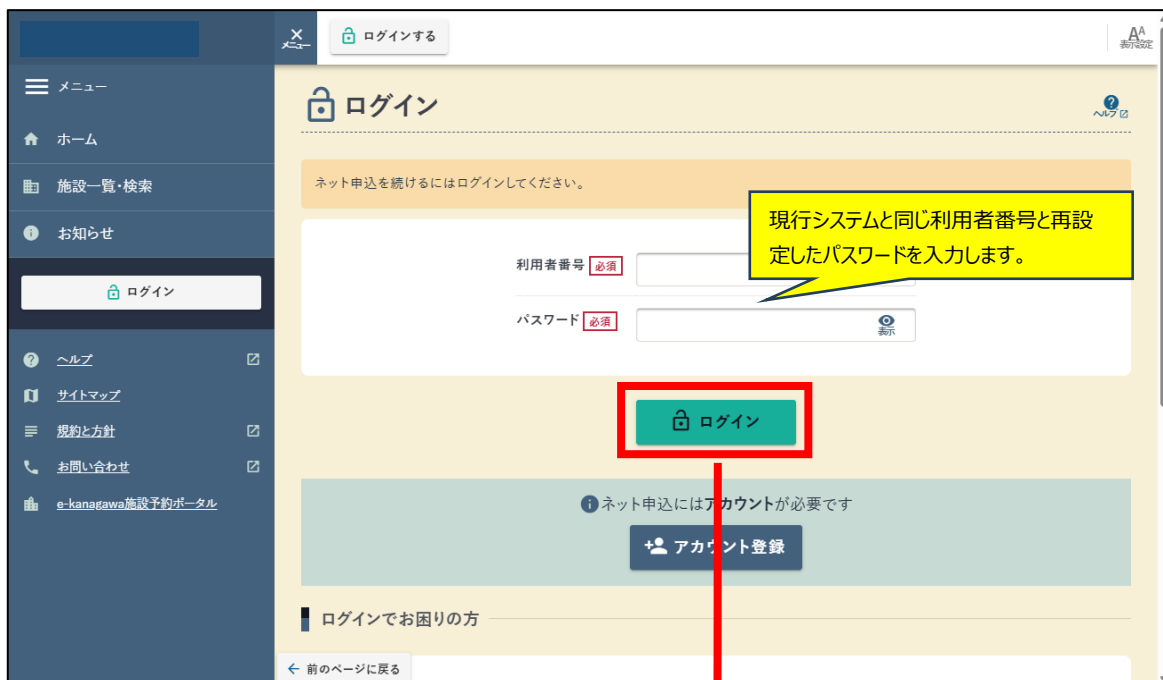 メニュー
ログインする
表示設定
メニュー
ログイン
ヘルプ
ホーム
施設一覧・検索
お知らせ
ログイン
ヘルプ
サイトマップ
規約と方針
お問い合わせ
e-kanagawa施設予約ポータル
ネット申込を続けるにはログインしてください。
現行システムと同じ利用者番号と再設
定したパスワードを入力します。
利用者番号 必須
パスワード 必須
表示
ログイン
ネット申込にはアカウントが必要です
アカウント登録
ログインでお困りの方
前のページに戻る